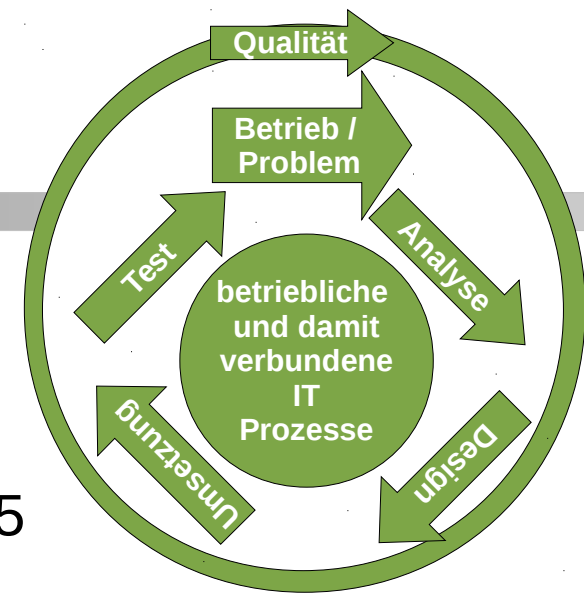 Qualität
Betrieb /
Problem
Analyse
Test
betriebliche
und damit
verbundene
IT
Prozesse
Design
Umsetzung
5